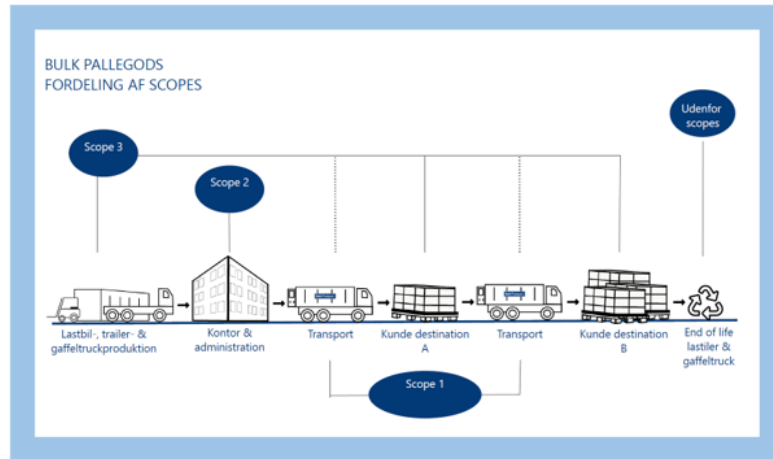 BULK PALLEGODS
FORDELING AF SCOPES
Udenfor
scopes
Scope 3
Scope 2
Lastbil-, trailer- &
gaffeltruckproduktion
Kontor &
administration
Transport
Kunde destination
A
Transport
Kunde destination
B
End of life
lastiler &
gaffeltruck
Scope 1